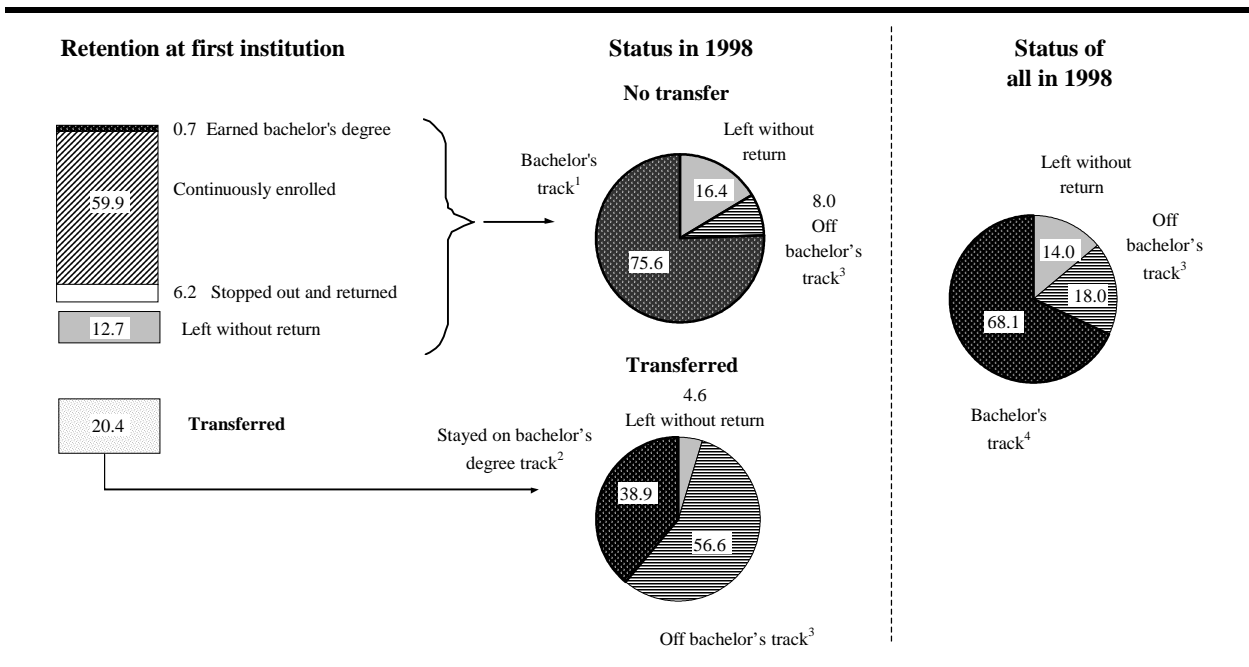 Retention at first institution
0.7 Earned bachelor's degree
59.9
Continuously enrolled
6.2 Stopped out and returned
12.7
Left without return
20.4
Transferred
Status in 1998
No transfer
Bachelor's
track¹
Left without
return
16.4
8.0
Off
bachelor’s
track³
75.6
Transferred
4.6
Left without return
Stayed on bachelor’s
degree track²
38.9
56.6
Off bachelor’s track³
Status of
all in 1998
Left without
return
14.0
Off
bachelor’s
track³
18.0
68.1
Bachelor's
track⁴